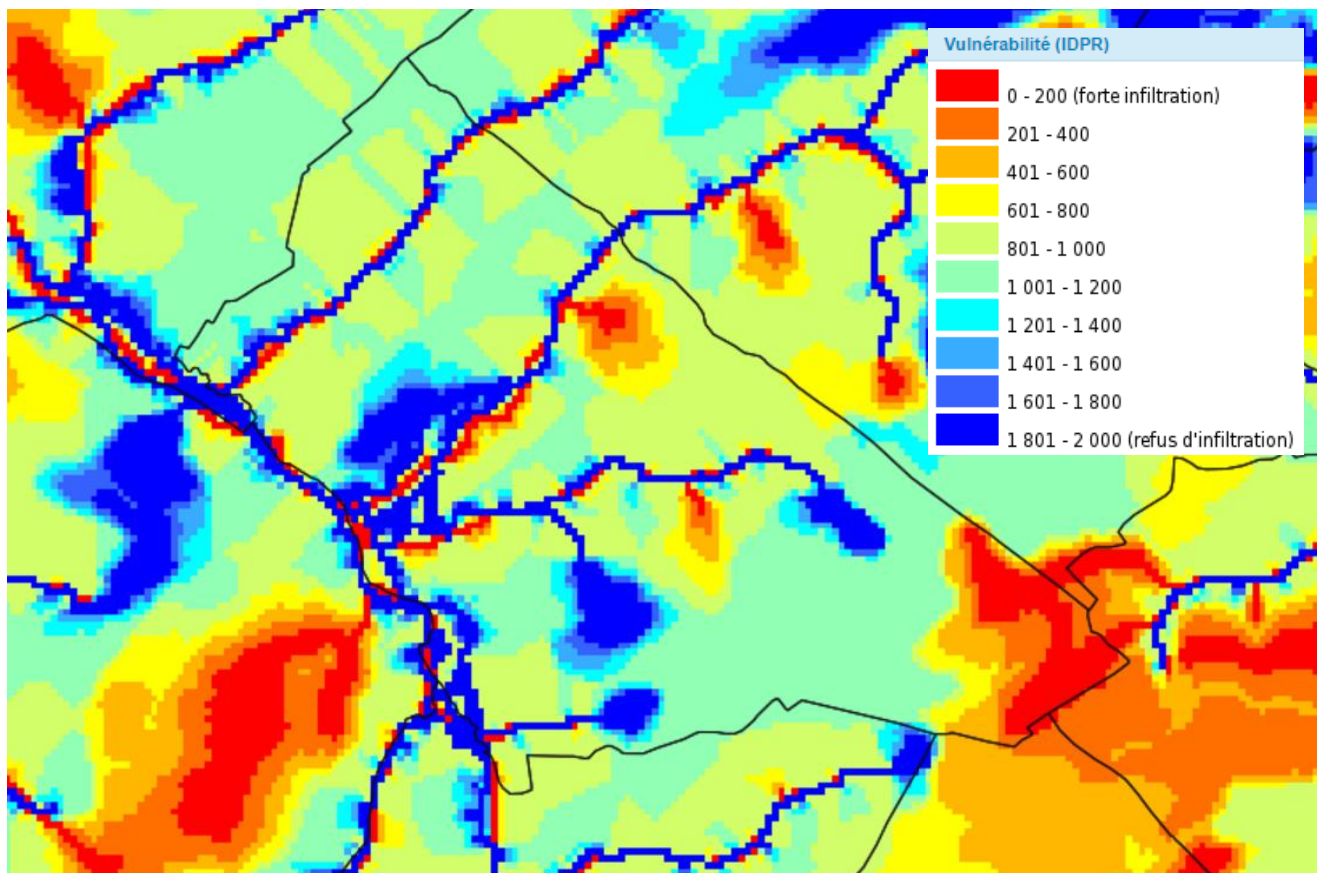 Vulnérabilité (IDPR)
0 - 200 (forte infiltration)
201 - 400
401 - 600
601 - 800
801 - 1 000
1 001 - 1 200
1 201 - 1 400
1 401 - 1 600
1 601 - 1 800
1 801 - 2 000 (refus d'infiltration)